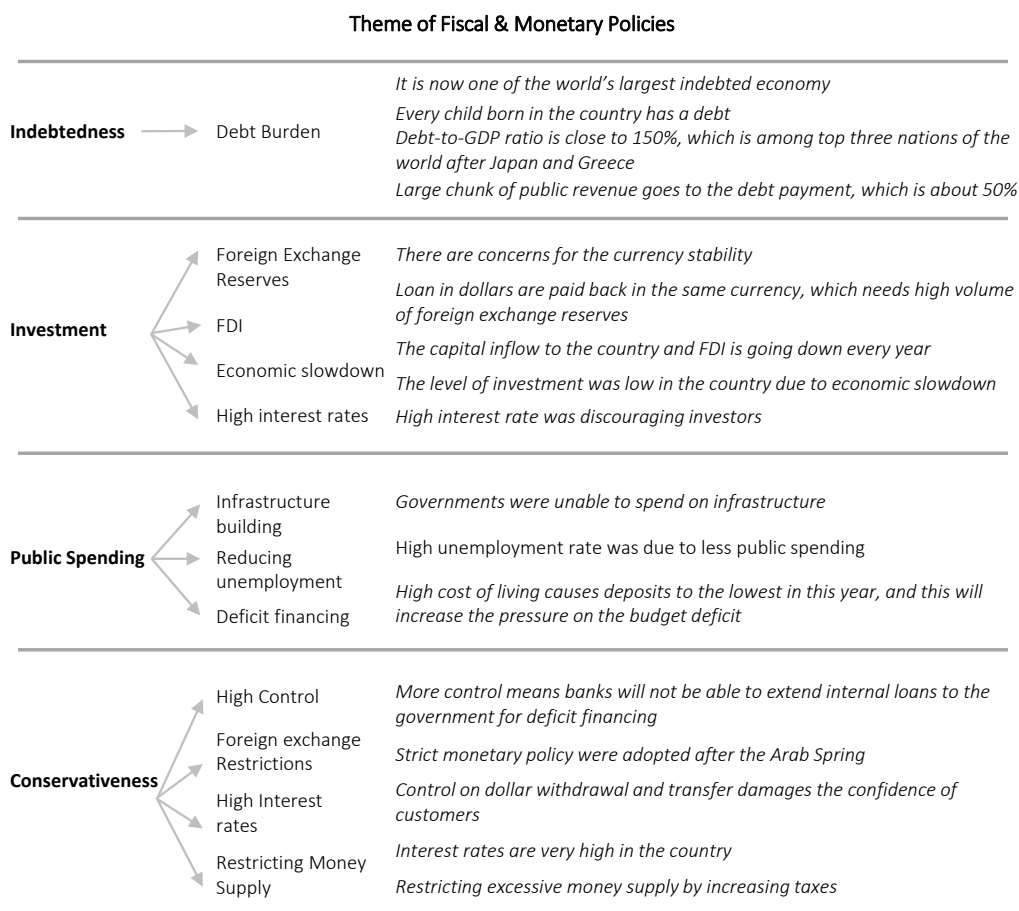 Theme of Fiscal & Monetary Policies
Indebtedness
Debt Burden
It is now one of the world's largest indebted economy
Every child born in the country has a debt
Debt-to-GDP ratio is close to 150%, which is among top three nations of the
world after Japan and Greece
Large chunk of public revenue goes to the debt payment, which is about 50%
Investment
Foreign Exchange
Reserves
FDI
Economic slowdown
High interest rates
There are concerns for the currency stability
Loan in dollars are paid back in the same currency, which needs high volume
of foreign exchange reserves
The capital inflow to the country and FDI is going down every year
The level of investment was low in the country due to economic slowdown
High interest rate was discouraging investors
Public Spending
Infrastructure
building
Reducing
unemployment
Deficit financing
Governments were unable to spend on infrastructure
High unemployment rate was due to less public spending
High cost of living causes deposits to the lowest in this year, and this will
increase the pressure on the budget deficit
Conservativeness
High Control
Foreign exchange
Restrictions
High Interest
rates
Restricting Money
Supply
More control means banks will not be able to extend internal loans to the
government for deficit financing
Strict monetary policy were adopted after the Arab Spring
Control on dollar withdrawal and transfer damages the confidence of
customers
Interest rates are very high in the country
Restricting excessive money supply by increasing taxes